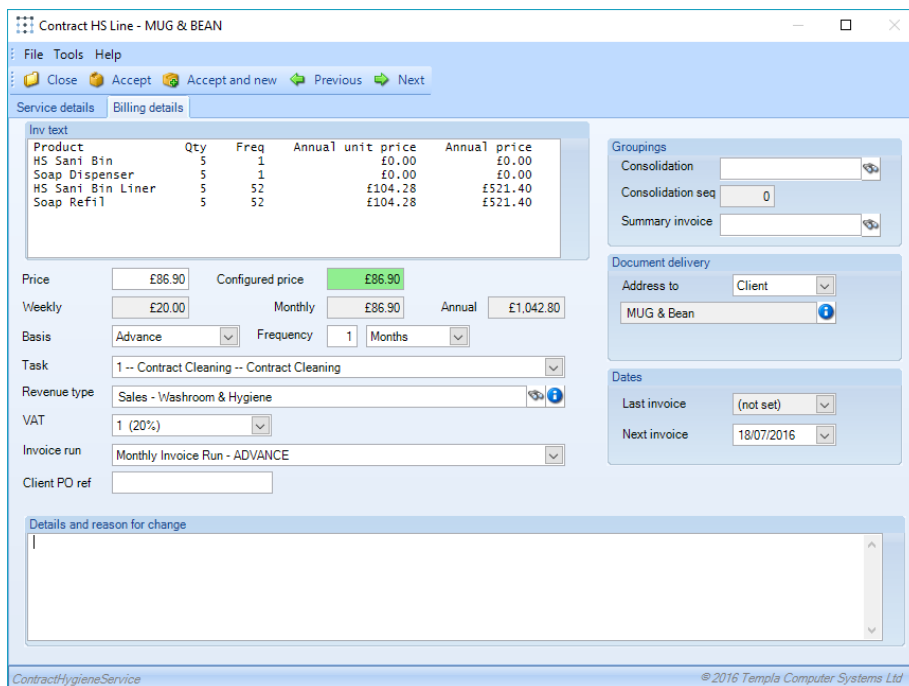 Contract HS Line - MUG & BEAN
File Tools Help
Close Accept Accept and new Previous Next
Service details Billing details
Inv text
Product Qty Freq Annual unit price Annual price
HS Sani Bin 5 1 £0.00 £0.00
Soap Dispenser 5 1 £0.00 £0.00
HS Sani Bin Liner 5 52 £104.28 £521.40
Soap Refil 5 52 £104.28 £521.40
Price £86.90 Configured price £86.90
Weekly £20.00 Monthly £86.90 Annual £1,042.80
Basis Advance Frequency 1 Months
Task 1 -- Contract Cleaning -- Contract Cleaning
Revenue type Sales - Washroom & Hygiene
VAT 1 (20%)
Invoice run Monthly Invoice Run - ADVANCE
Client PO ref
Groupings
Consolidation
Consolidation seq 0
Summary invoice
Document delivery
Address to Client
MUG & Bean
Dates
Last invoice (not set)
Next invoice 18/07/2016
Details and reason for change
ContractHygieneService © 2016 Templa Computer Systems Ltd